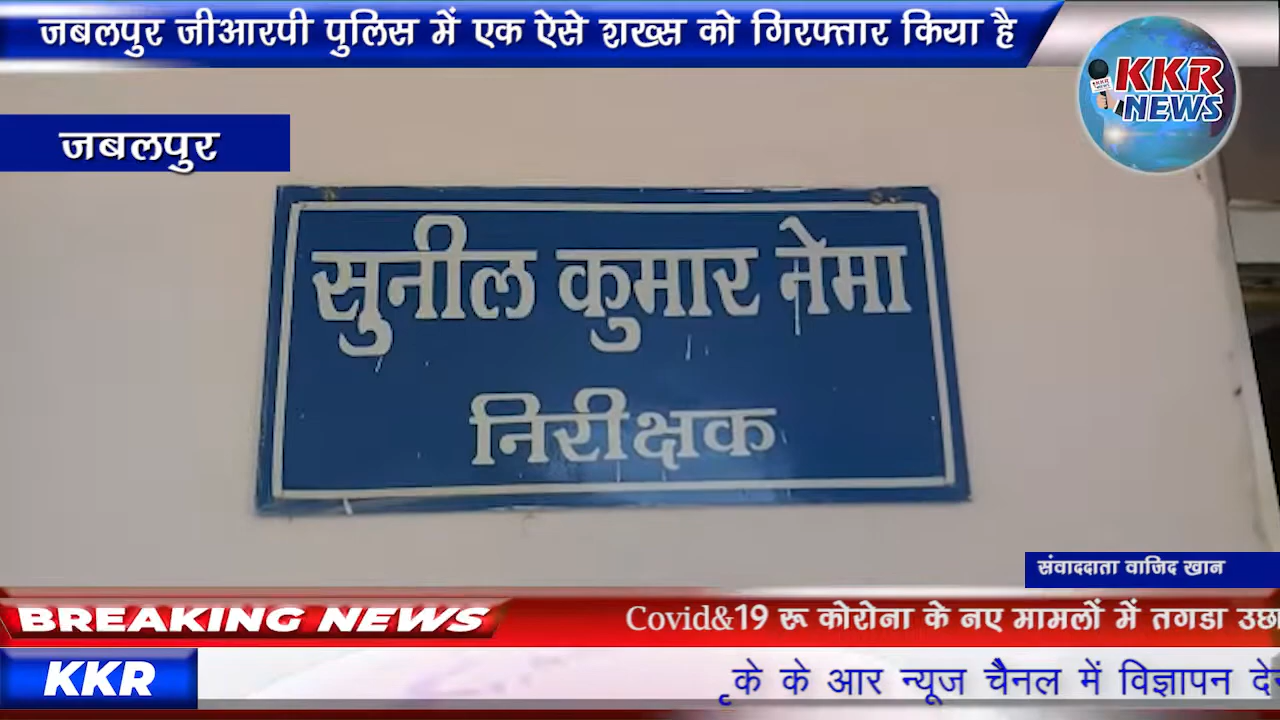 जबलपुर जीआरपी पुलिस में एक ऐसे शख्स को गिरफ्तार किया है
KKR
NEWS
जबलपुर
सुनील कुमार नेमा
निरीक्षक
संवाददाता वाजिद खान
BREAKING NEWS
Covid&19 रू कोरोना के नए मामलों में तगडा
KKR
के के आर न्यूज चैनल में विज्ञापन